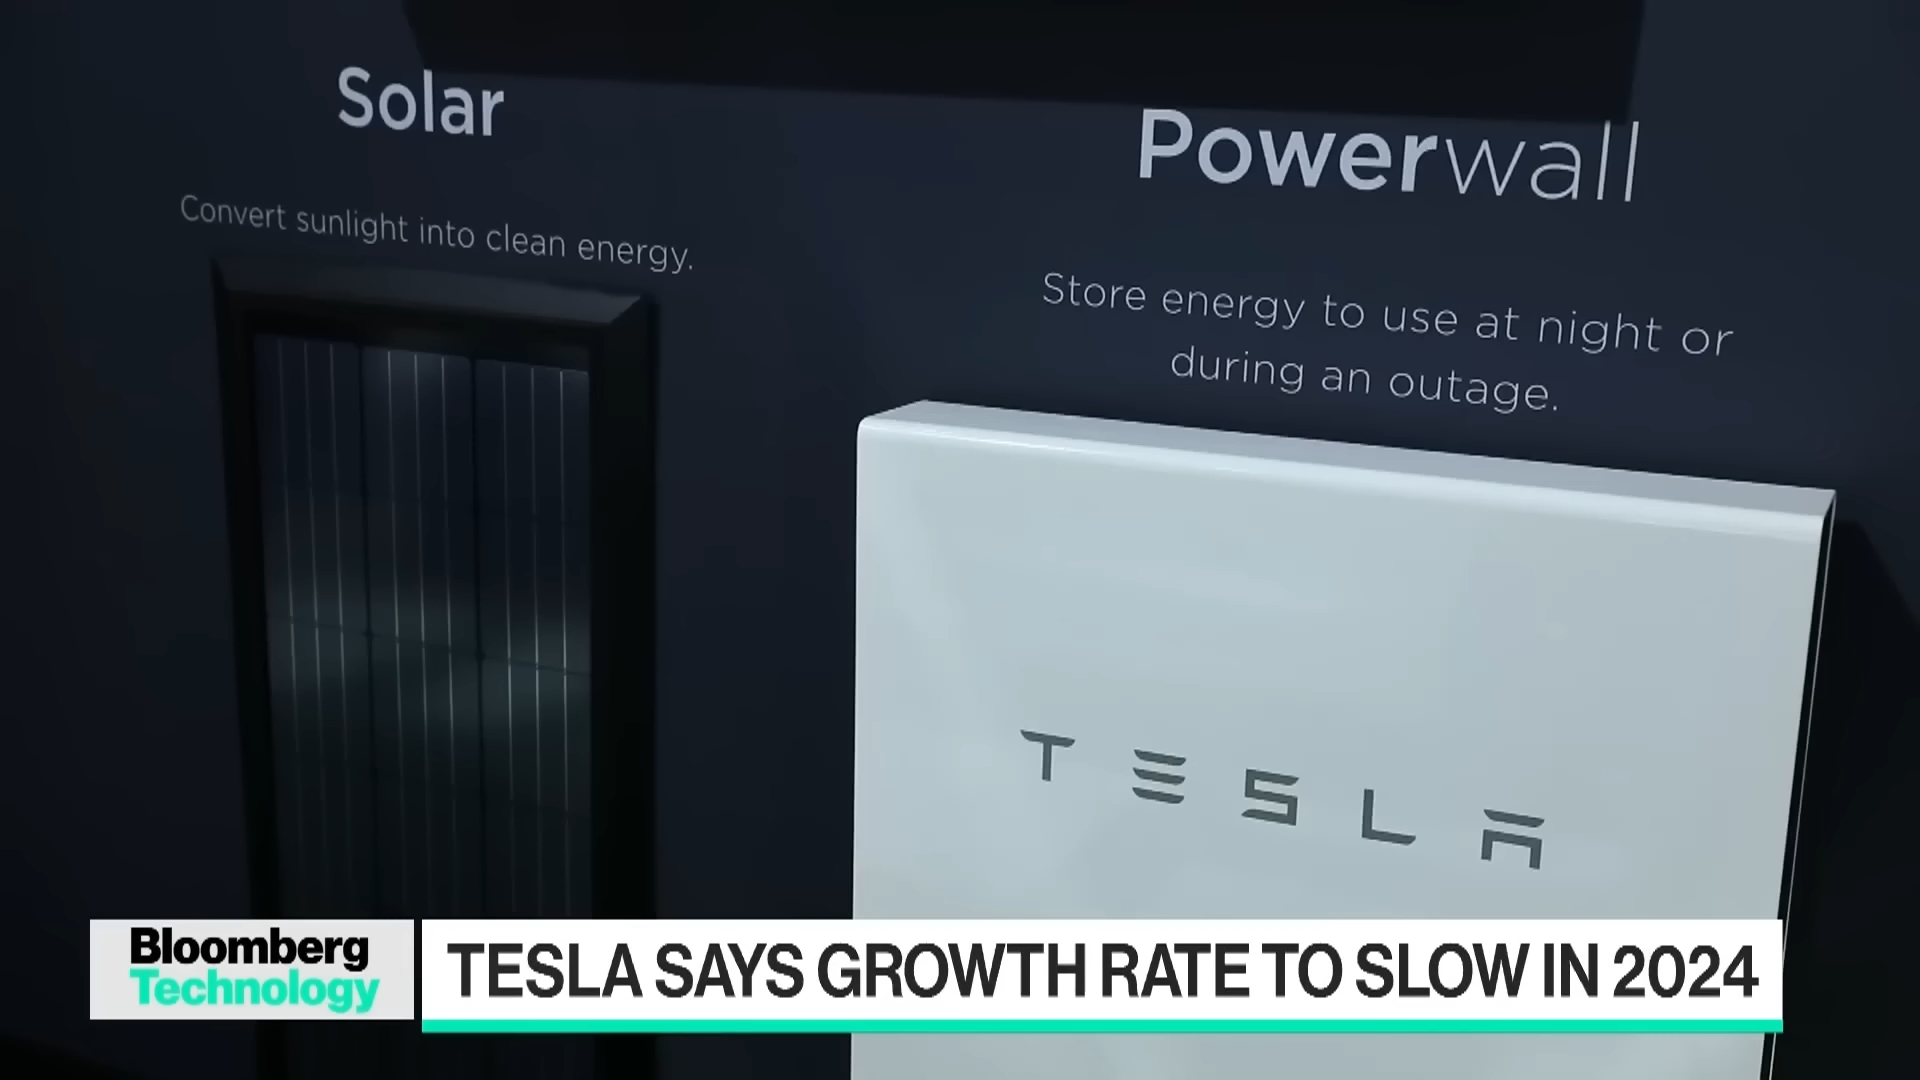 Solar
Convert sunlight into clean energy.
Powerwall
Store energy to use at night or
during an outage.
TESLA
Bloomberg
Technology
TESLA SAYS GROWTH RATE TO SLOW IN 2024